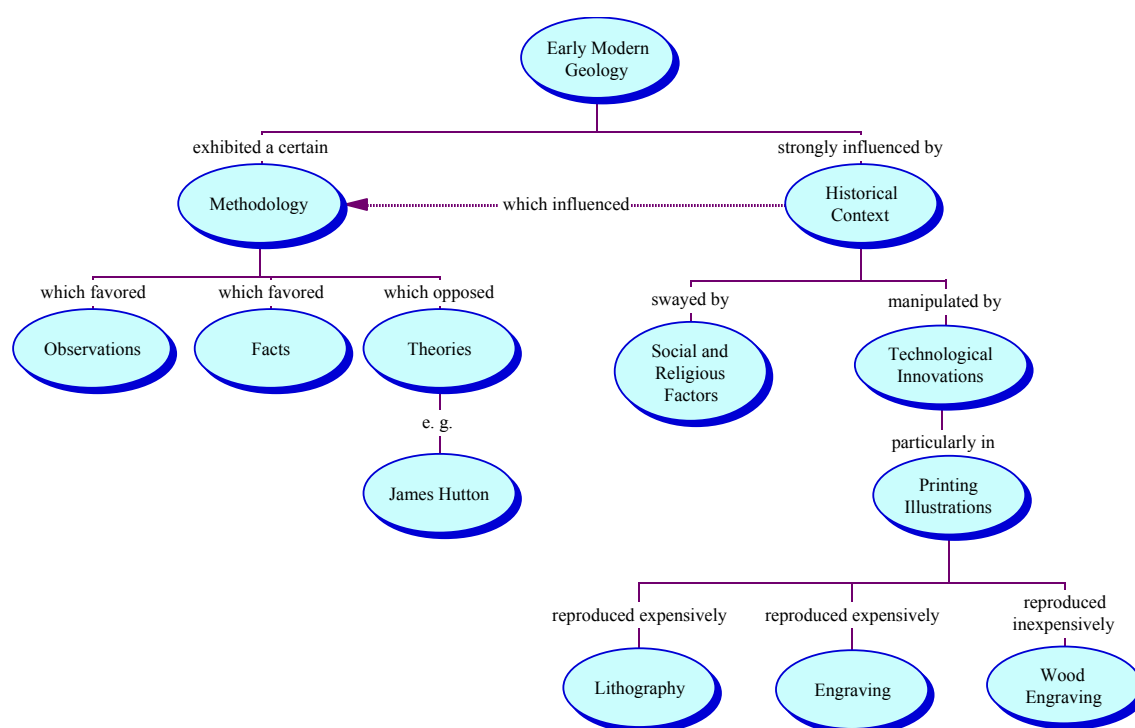 Early Modern
Geology
exhibited a certain
strongly influenced by
Methodology
which influenced
Historical
Context
which favored
which favored
which opposed
swayed by
manipulated by
Observations
Facts
Theories
Social and
Religious
Factors
Technological
Innovations
e. g.
particularly in
James Hutton
Printing
Illustrations
reproduced expensively
reproduced expensively
reproduced
inexpensively
Lithography
Engraving
Wood
Engraving